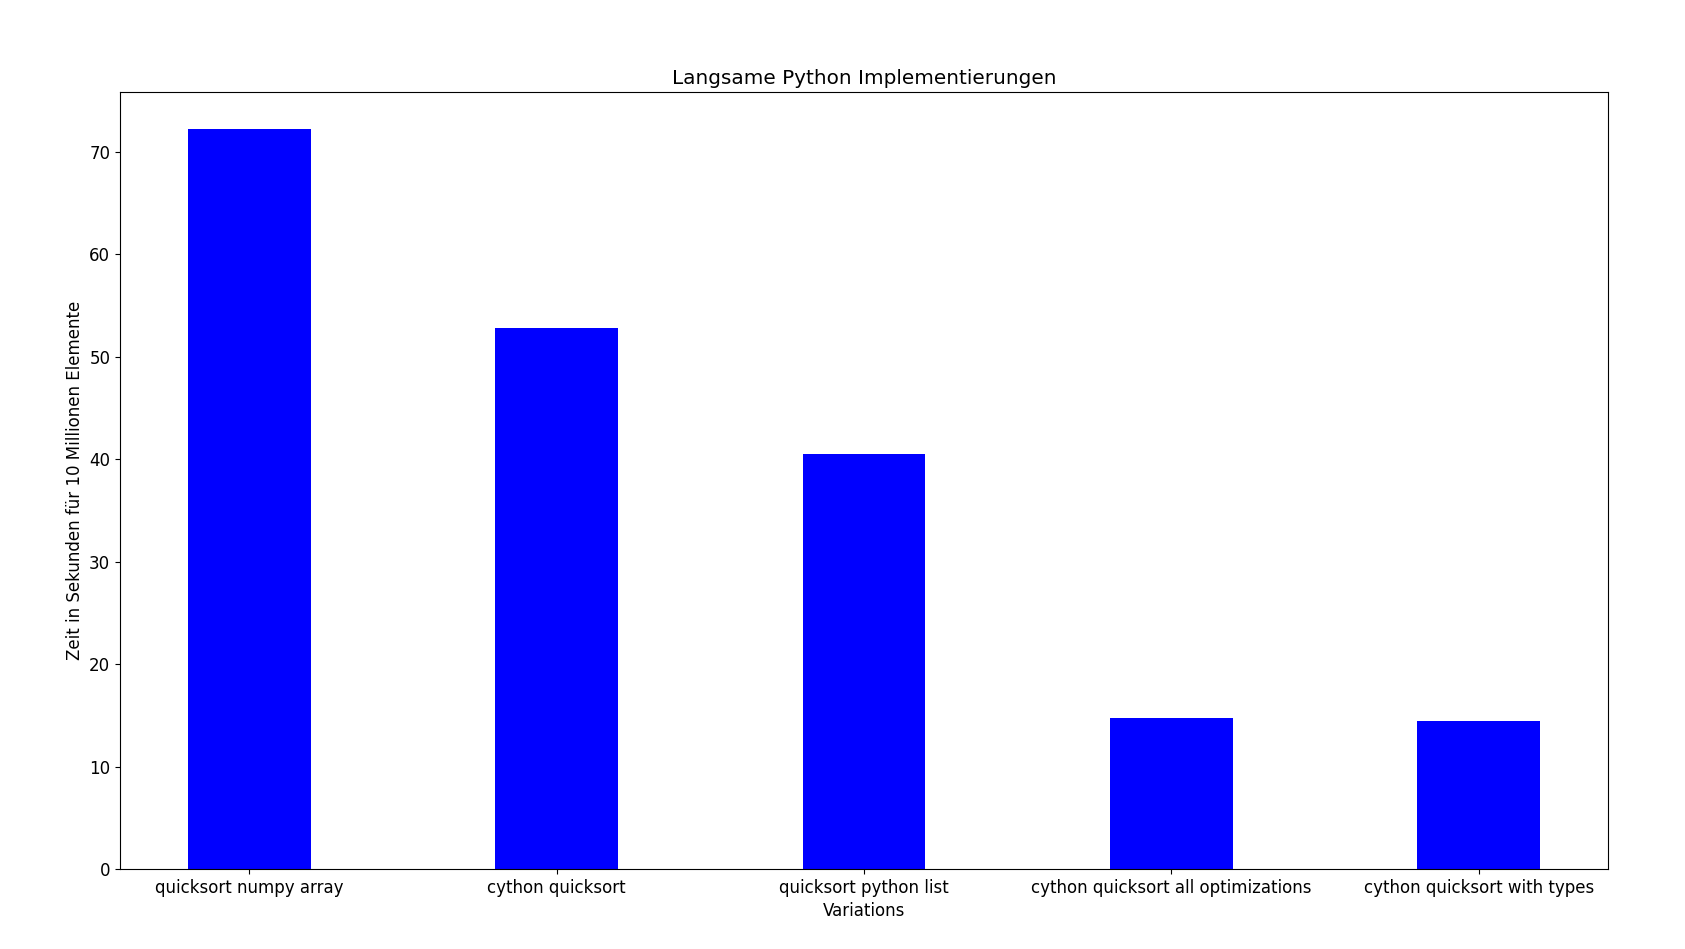 Langsame Python Implementierungen
Zeit in Sekunden für 10 Millionen Elemente
70
60
50
40
30
20
10
0
quicksort numpy array
cython quicksort
quicksort python list
cython quicksort all optimizations
cython quicksort with types
Variations